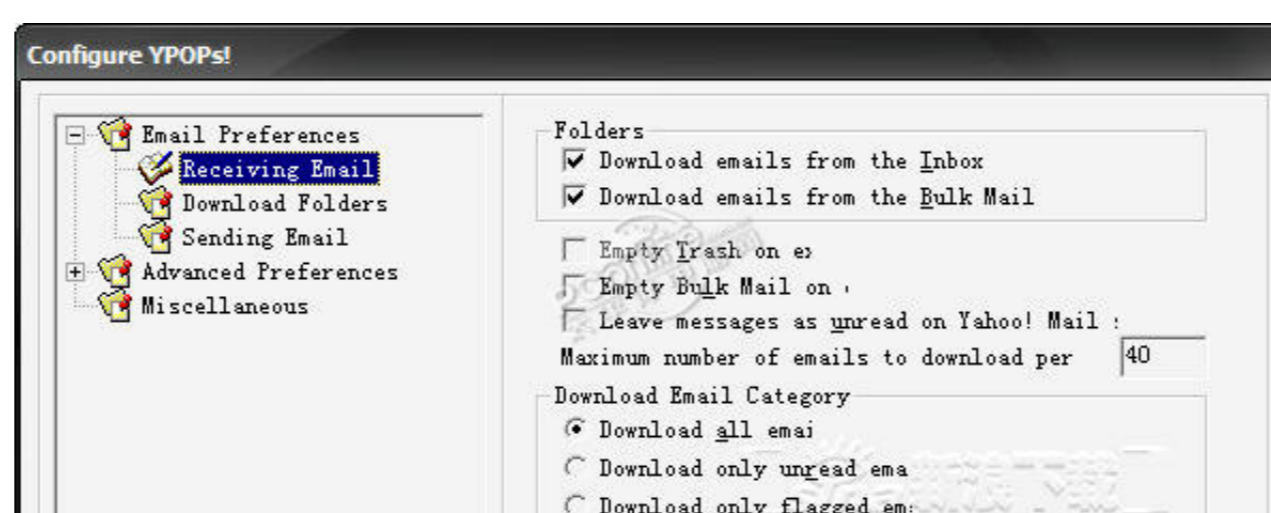 Configure YPOPs!
Email Preferences
Receiving Email
Download Folders
Sending Email
Advanced Preferences
Miscellaneous
Folders
Download emails from the Inbox
Download emails from the Bulk Mail
Empty Trash on
Empty Bulk Mail on
Leave messages as unread on Yahoo! Mail
Maximum number of emails to download per
40
Download Email Category
Download all emai
Download only unread ema
Download only flagged em